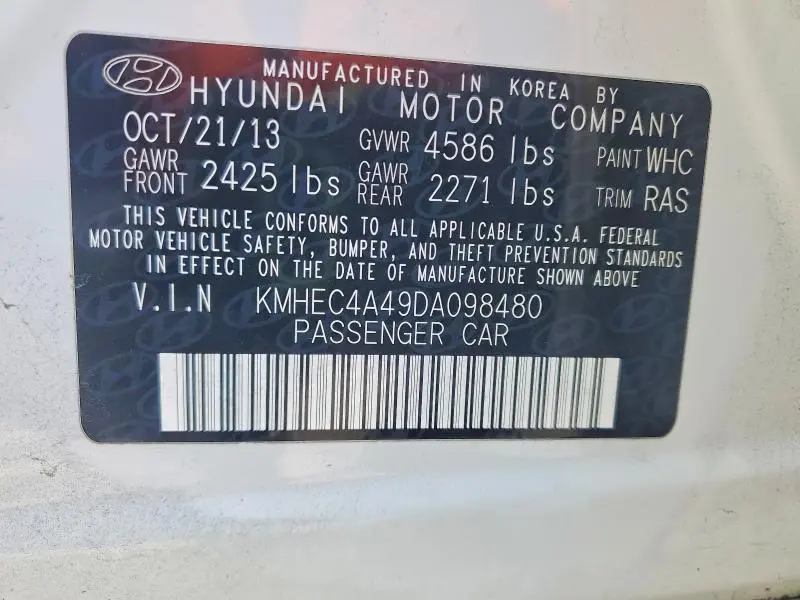 MANUFACTURED IN KOREA BY
HYUNDAI MOTOR COMPANY
OCT/21/13 GVWR 4586 lbs PAINT WHC
GAWR FRONT 2425 lbs GAWR REAR 2271 lbs TRIM RAS
THIS VEHICLE CONFORMS TO ALL APPLICABLE U.S.A. FEDERAL
MOTOR VEHICLE SAFETY, BUMPER, AND THEFT PREVENTION STANDARDS
IN EFFECT ON THE DATE OF MANUFACTURE SHOWN ABOVE
V.I.N KMHEC4A49DA098480
PASSENGER CAR